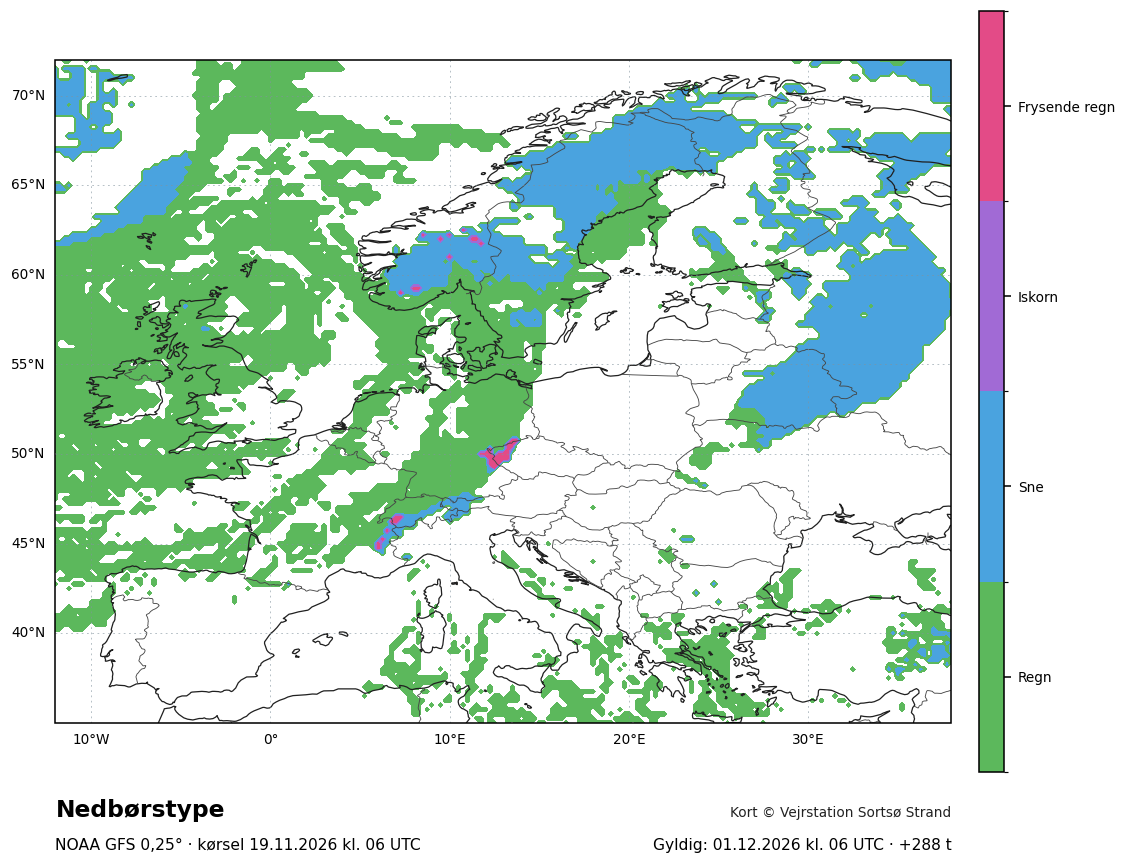 70°N
65°N
60°N
55°N
50°N
45°N
40°N
10°W
0°
10°E
20°E
30°E
Frysende regn
Iskorn
Sne
Regn
Nedbørstype
Kort © Vejrstation Sortsø Strand
NOAA GFS 0,25° · kørsel 19.11.2026 kl. 06 UTC
Gyldig: 01.12.2026 kl. 06 UTC · +288 t